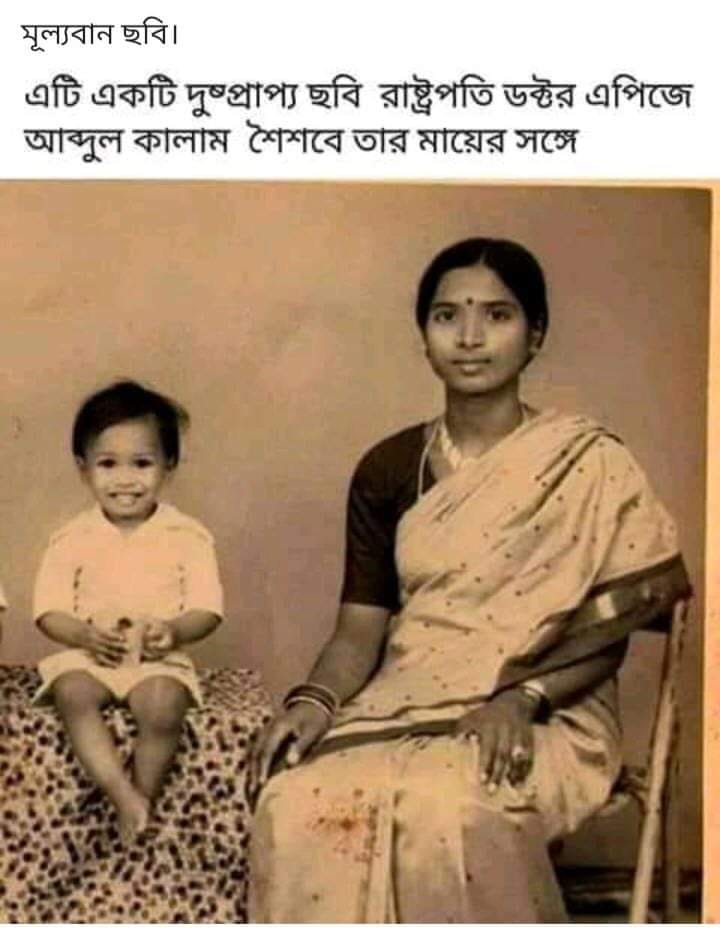 মূল্যবান ছবি।
এটি একটি দুষ্প্রাপ্য ছবি রাষ্ট্রপতি ডক্টর এপিজে
আব্দুল কালাম শৈশবে তার মায়ের সঙ্গে